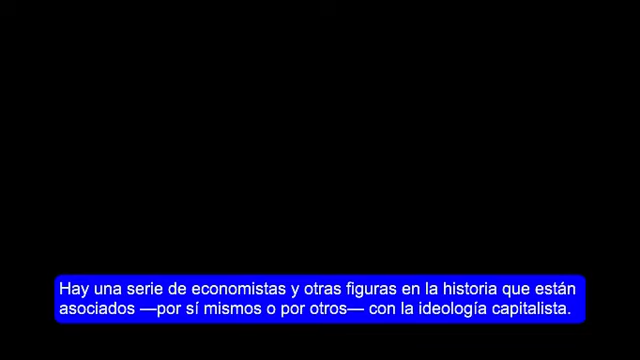 Hay una serie de economistas y otras figuras en la historia que están
asociados —por sí mismos o por otros— con la ideología capitalista.